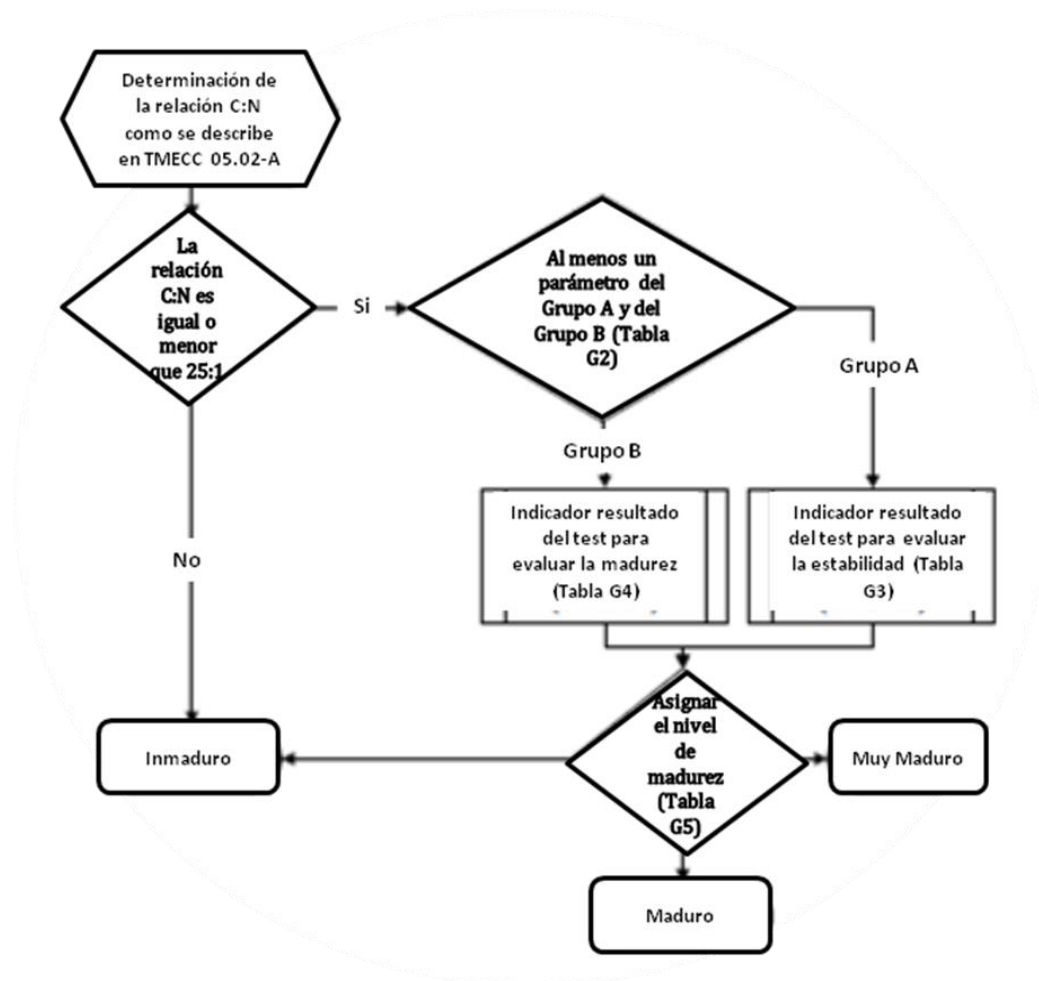 Determinación de
la relación C:N
como se describe
en TMECC 05.02-A
La
relación
C:N es
igual o
menor
que 25:1
Si
Al menos un
parámetro del
Grupo A y del
Grupo B (Tabla
G2)
Grupo A
Grupo B
Indicador resultado
del test para
evaluar la madurez
(Tabla G4)
Indicador resultado
del test para evaluar
la estabilidad (Tabla
G3)
No
Asignar
el nivel
de
madurez
(Tabla
G5)
Inmaduro
Muy Maduro
Maduro